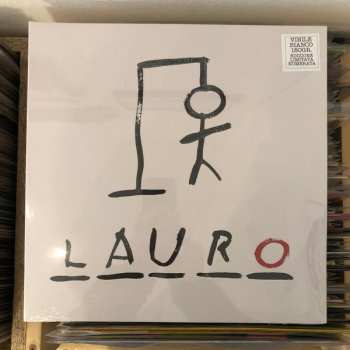 VINILE
BIANCO
180GR.
EDIZIONE
LIMITATA
NUMERATA
LAURO